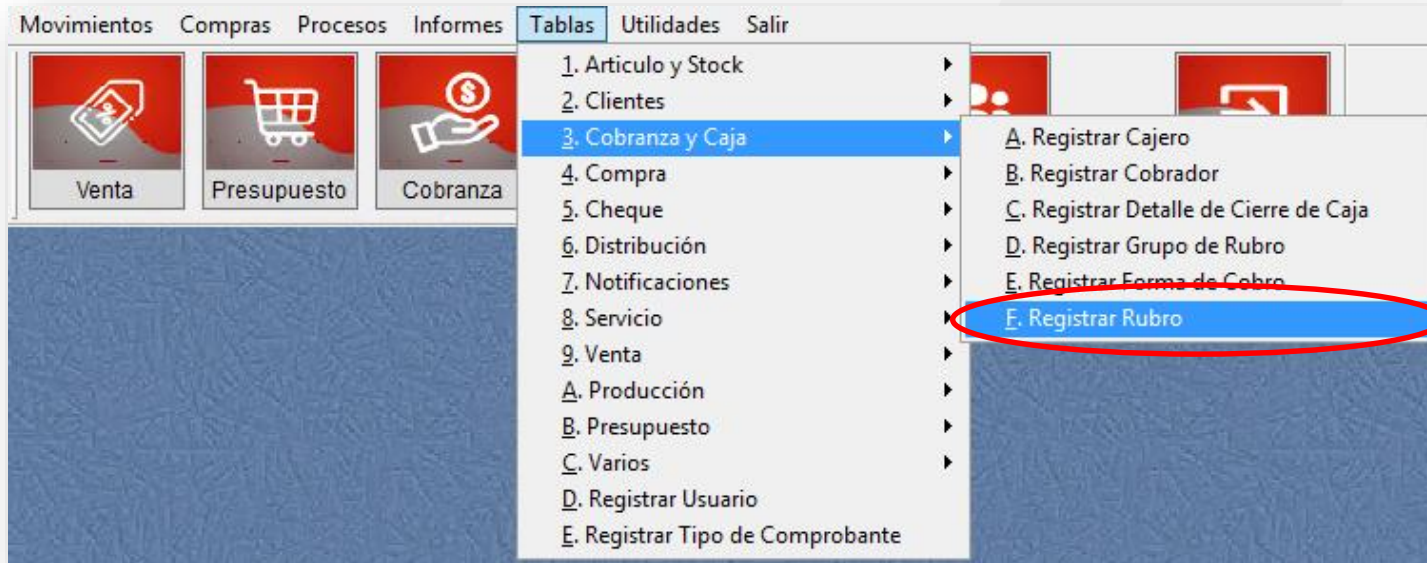 Movimientos Compras Procesos Informes Tablas Utilidades Salir
Venta
Presupuesto
Cobranza
1. Articulo y Stock
2. Clientes
3. Cobranza y Caja
4. Compra
5. Cheque
6. Distribución
7. Notificaciones
8. Servicio
9. Venta
A. Producción
B. Presupuesto
C. Varios
D. Registrar Usuario
E. Registrar Tipo de Comprobante
A. Registrar Cajero
B. Registrar Cobrador
C. Registrar Detalle de Cierre de Caja
D. Registrar Grupo de Rubro
E. Registrar Forma de Cobro
F. Registrar Rubro